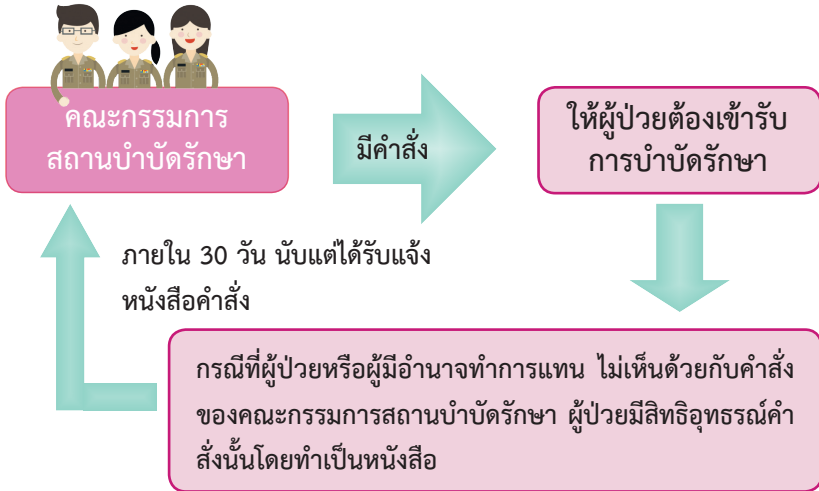 คณะกรรมการ
สถานบำบัดรักษา
มีคำสั่ง
ให้ผู้ป่วยต้องเข้ารับ
การบำบัดรักษา
ภายใน 30 วัน นับแต่ได้รับแจ้ง
หนังสือคำสั่ง
กรณีที่ผู้ป่วยหรือผู้มีอำนาจทำการแทน ไม่เห็นด้วยกับคำสั่ง
ของคณะกรรมการสถานบำบัดรักษา ผู้ป่วยมีสิทธิอุทธรณ์คำ
สั่งนั้นโดยทำเป็นหนังสือ